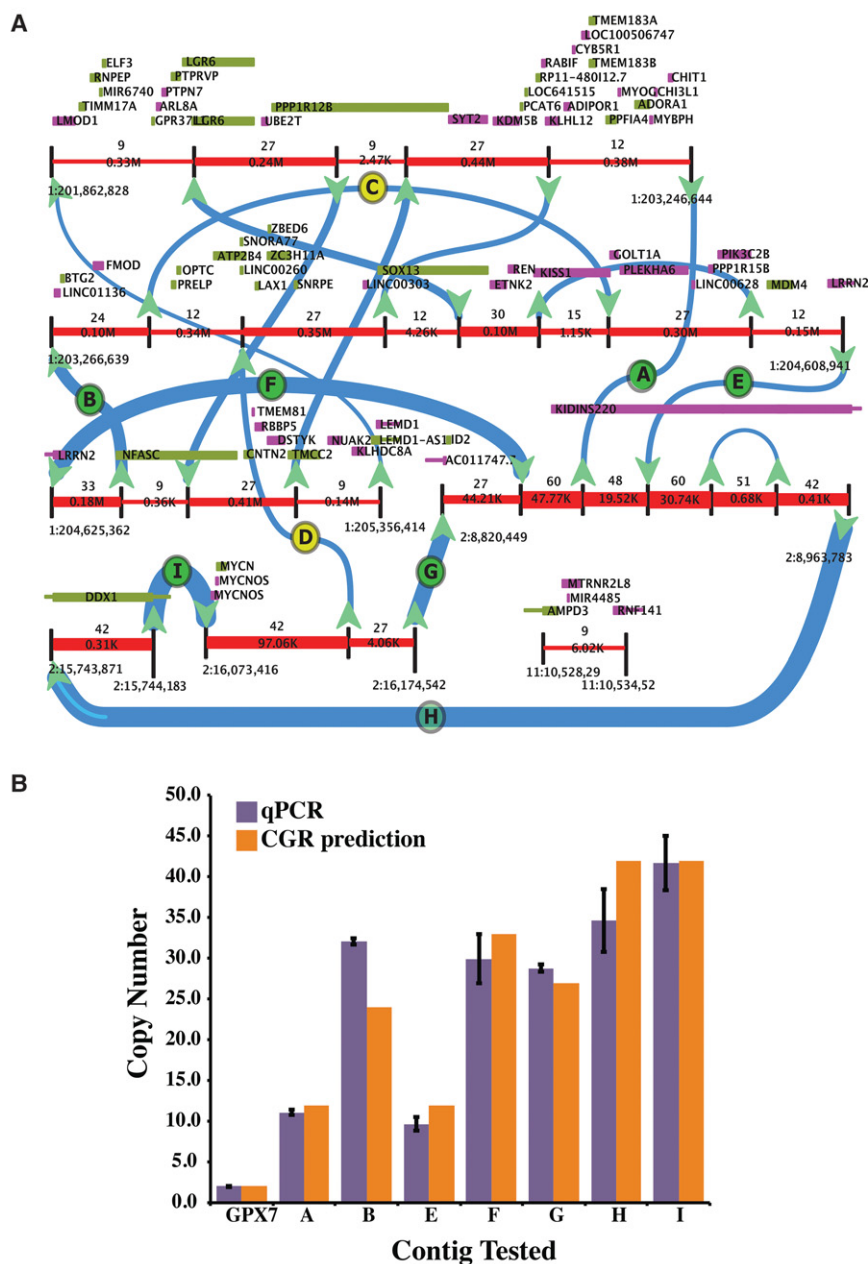 A
TMEM183A
LOC100506747
CYB5R1
ELF3 LGR6 RABIF TMEM183B
RNPEP PTPRVP RP11-480I12.7 CHIT1
MIR6740 PTPN7 LOC641515 MYOG CHI3L1
TIMM17A ARL8A PPP1R12B PCAT6 ADIPOR1 ADORA1
LMOD1 GPR37 LGR6 UBE2T SYT2 KDM5B KLHL12 PPFIA4 MYBPH
9 27 9 27 12
0.33M 0.24M 2.47K 0.44M 0.38M
1:201,862,828 C 1:203,246,644
ZBED6
SNORA77
FMOD OPTC ATP2B4 ZC3H11A SOX13 REN GOLT1A PIK3C2B
BTG2 PRELP LINC00260 KISS1 PLEKHA6 PPP1R15B
LINC01136 LAX1 SNRPE LINC00303 ETNK2 LINC00628 MDM4 LRRN2
24 12 27 12 30 15 27 12
0.10M 0.34M 0.35M 4.26K 0.10M 1.15K 0.30M 0.15M
1:203,266,639 1:204,608,941
B F A E
TMEM81 KIDINS220
RBBP5 LEMD1
DSTYK NUAK2 LEMD1-AS1 ID2
LRRN2 NFASC CNTN2 TMCC2 KLHDC8A AC011747.
33 9 27 9 27 60 48 60 51 42
0.18M 0.36K 0.41M 0.14M 44.21K 47.77K 19.52K 30.74K 0.68K 0.41K
1:204,625,362 1:205,356,414 2:8,820,449 2:8,963,783
D
I G
MYCN
MYCNOS MTRNR2L8
DDX1 MYCNOS MIR4485
AMPD3 RNF141
42 42 27 9
0.31K 97.06K 4.06K 6.02K
2:15,743,871 2:16,073,416 11:10,528,29 11:10,534,52
2:15,744,183 2:16,174,542
H
B
50.0
45.0
40.0
35.0
30.0
25.0
20.0
15.0
10.0
5.0
0.0
Copy Number
qPCR
CGR prediction
GPX7 A B E F G H I
Contig Tested